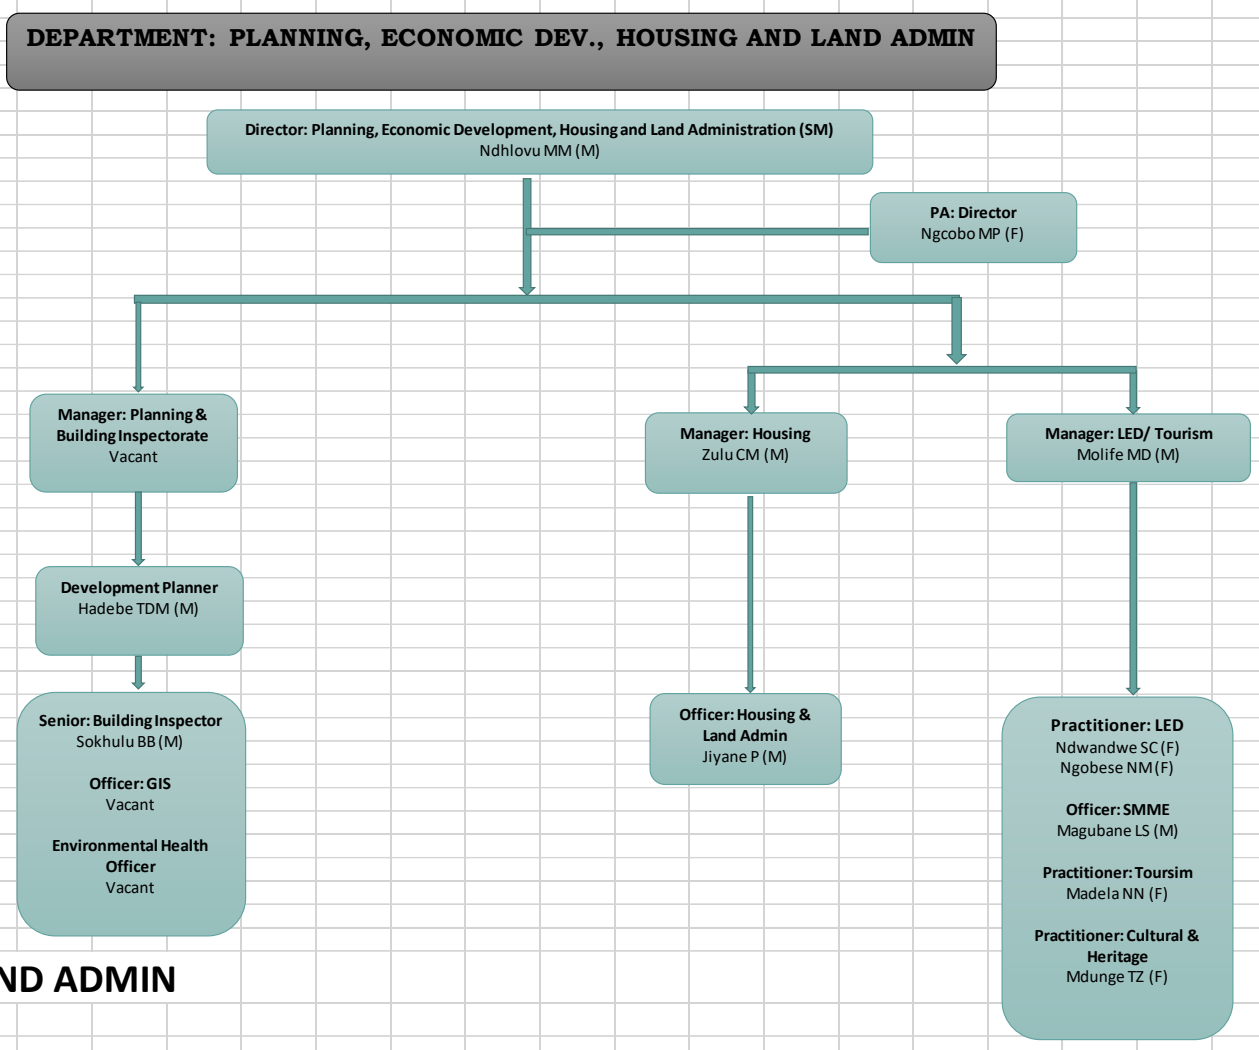 DEPARTMENT: PLANNING, ECONOMIC DEV., HOUSING AND LAND ADMIN
Director: Planning, Economic Development, Housing and Land Administration (SM)
Ndhlovu MM (M)
PA: Director
Ngcobo MP (F)
Manager: Planning &
Building Inspectorate
Vacant
Manager: Housing
Zulu CM (M)
Manager: LED/ Tourism
Molife MD (M)
Development Planner
Hadebe TDM (M)
Senior: Building Inspector
Sokhulu BB (M)
Officer: GIS
Vacant
Environmental Health
Officer
Vacant
Officer: Housing &
Land Admin
Jiyane P (M)
Practitioner: LED
Ndwandwe SC (F)
Ngobese NM (F)
Officer: SMME
Magubane LS (M)
Practitioner: Toursim
Madela NN (F)
Practitioner: Cultural &
Heritage
Mdunge TZ (F)
ND ADMIN